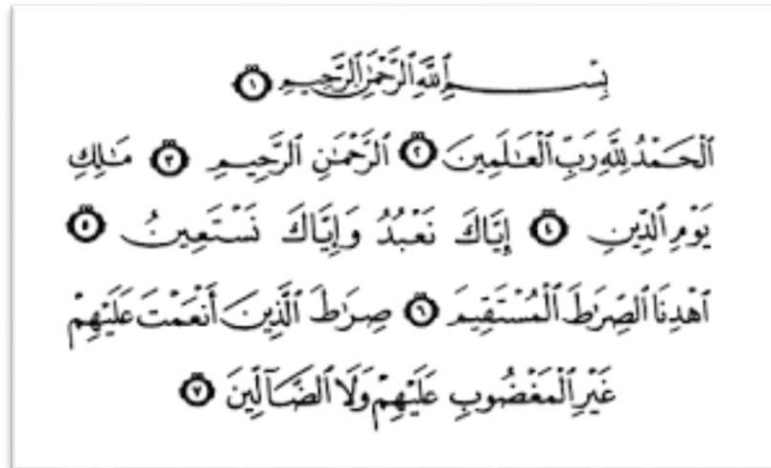 بِسْمِ ٱللَّهِ ٱلرَّحْمَٰنِ ٱلرَّحِيمِ ١
ٱلْحَمْدُ لِلَّهِ رَبِّ ٱلْعَٰلَمِينَ ٢ ٱلرَّحْمَٰنِ ٱلرَّحِيمِ ٣ مَٰلِكِ
يَوْمِ ٱلدِّينِ ٤ إِيَّاكَ نَعْبُدُ وَإِيَّاكَ نَسْتَعِينُ ٥
ٱهْدِنَا ٱلصِّرَٰطَ ٱلْمُسْتَقِيمَ ٦ صِرَٰطَ ٱلَّذِينَ أَنْعَمْتَ عَلَيْهِمْ
غَيْرِ ٱلْمَغْضُوبِ عَلَيْهِمْ وَلَا ٱلضَّآلِّينَ ٧